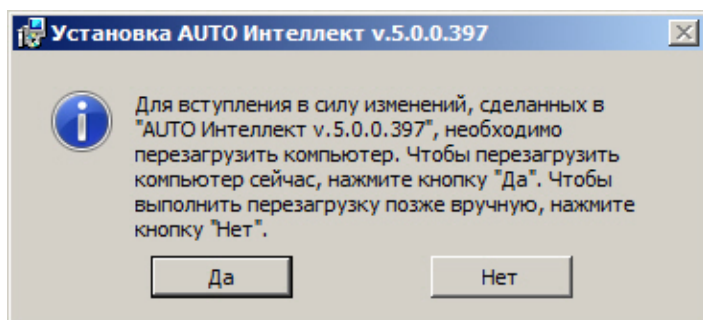 Установка AUTO Интеллект v.5.0.0.397
Для вступления в силу изменений, сделанных в
"AUTO Интеллект v.5.0.0.397", необходимо
перезагрузить компьютер. Чтобы перезагрузить
компьютер сейчас, нажмите кнопку "Да". Чтобы
выполнить перезагрузку позже вручную, нажмите
кнопку "Нет".
Да Нет